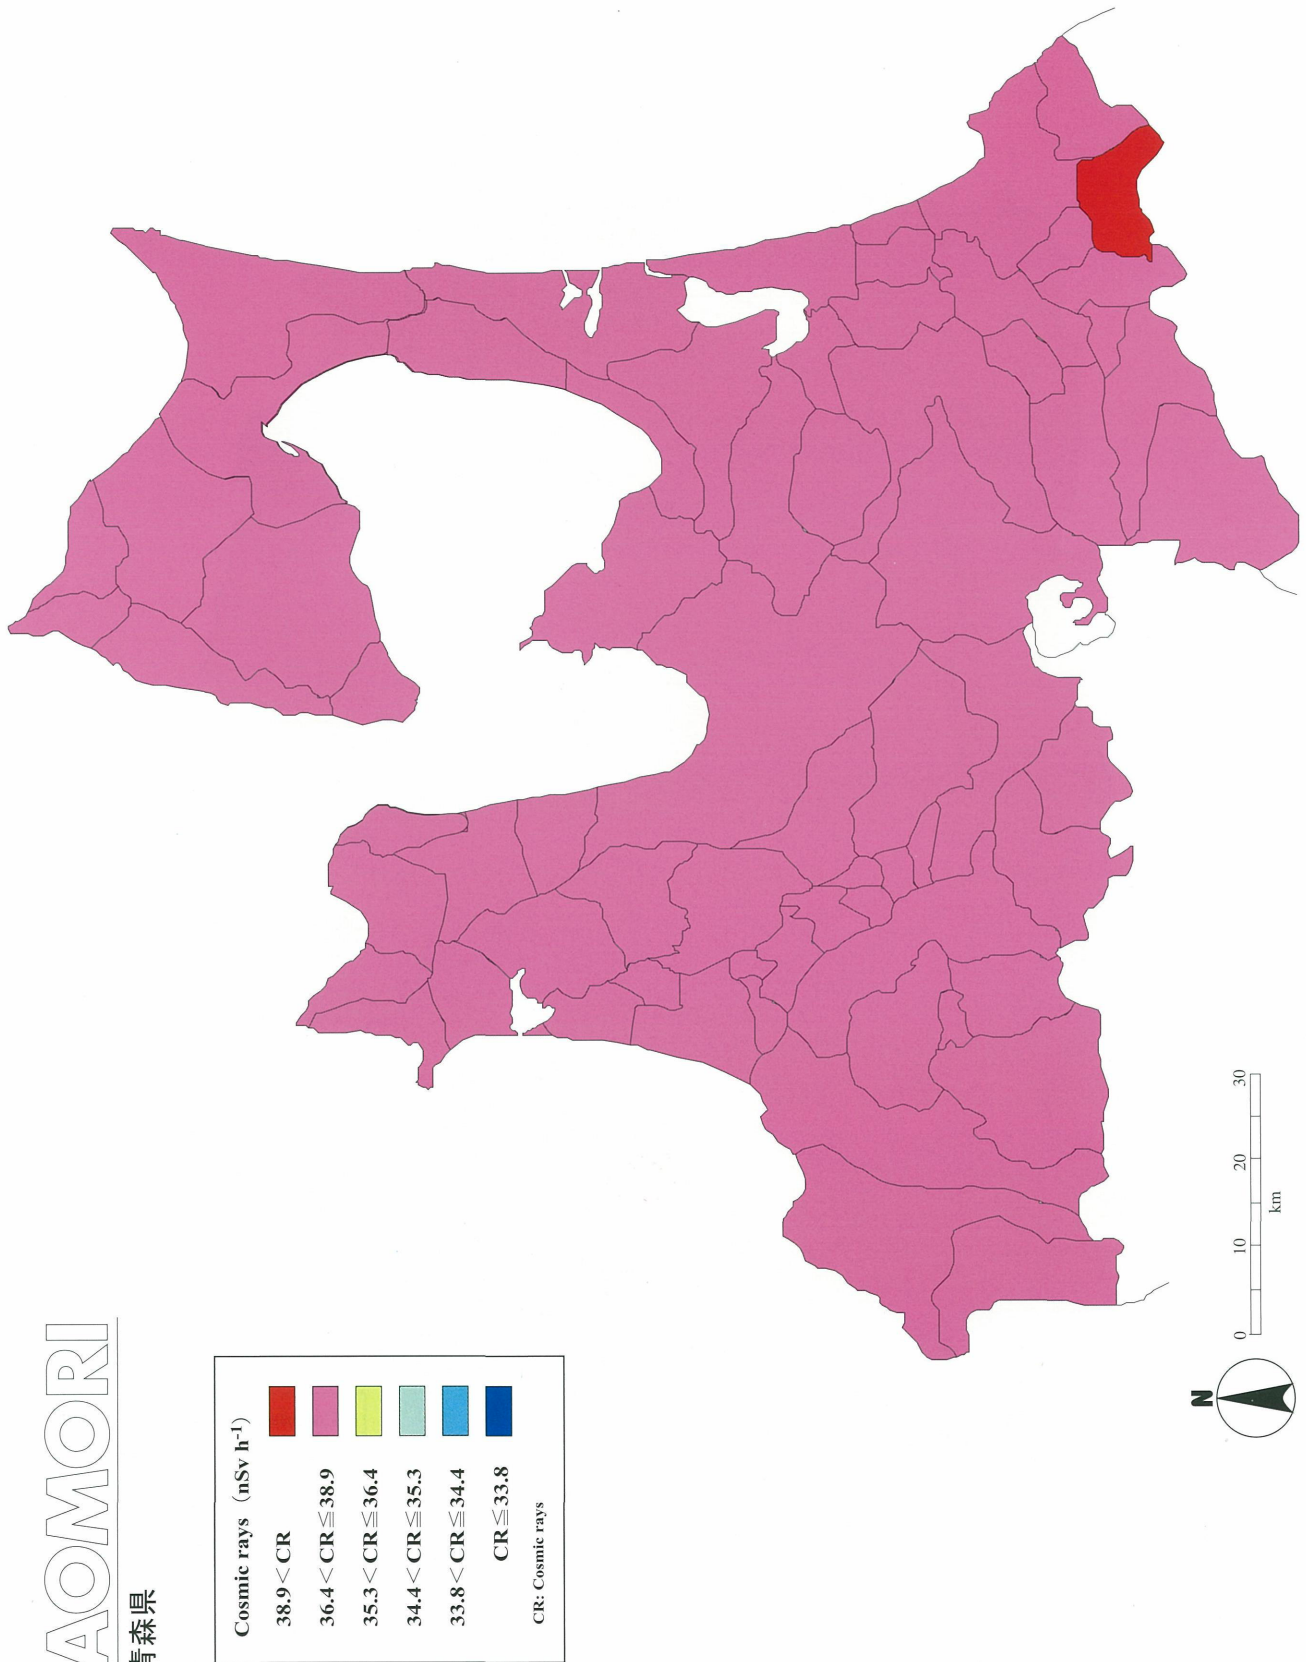 AOMORI
青森県
Cosmic rays (nSv h⁻¹)
38.9＜CR
36.4＜CR≦38.9
35.3＜CR≦36.4
34.4＜CR≦35.3
33.8＜CR≦34.4
CR≦33.8
CR: Cosmic rays
N
0 10 20 30
km